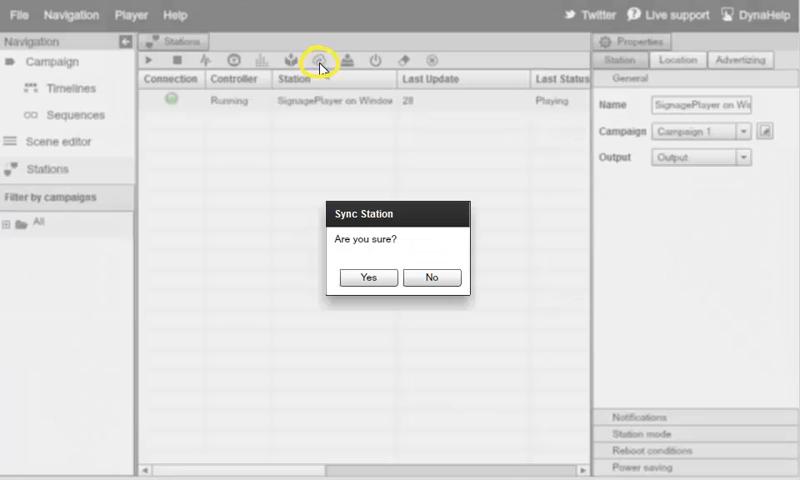 File Navigation Player Help Twitter Live support DynaHelp
Navigation
Campaign
Timelines
Sequences
Scene editor
Stations
Filter by campaigns
All
Stations
Connection Controller Station Last Update Last Status
Running SignagePlayer on Window 28 Playing
Sync Station
Are you sure?
Yes No
Properties
Station Location Advertizing
General
Name SignagePlayer on Wi
Campaign Campaign 1
Output Output
Notifications
Station mode
Reboot conditions
Power saving